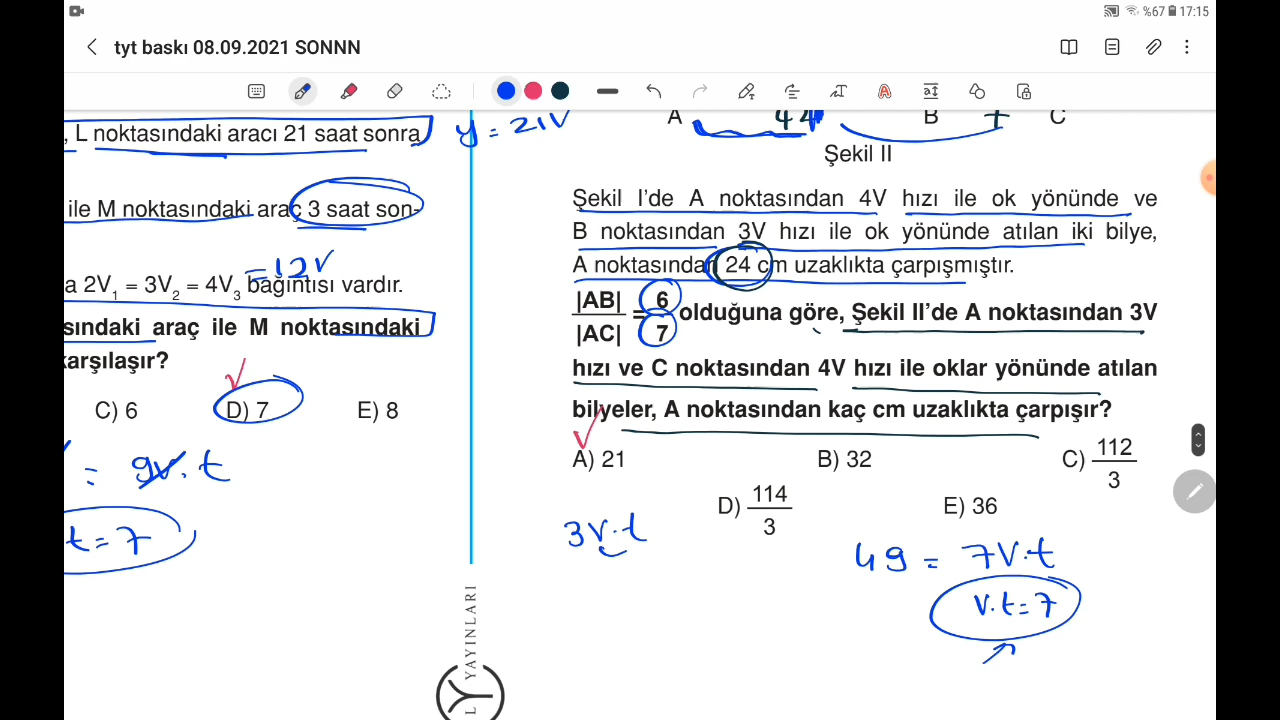 %67 17:15
tyt baskı 08.09.2021 SONNN
, L noktasındaki aracı 21 saat sonra
y = 21V
ile M noktasındaki araç 3 saat son-
= 12V
a 2V1 = 3V2 = 4V3 bağıntısı vardır.
sındaki araç ile M noktasındaki
karşılaşır?
C) 6 D) 7 E) 8
= 9V.t
t = 7
YAYINLARI
A B C
Şekil II
Şekil I'de A noktasından 4V hızı ile ok yönünde ve
B noktasından 3V hızı ile ok yönünde atılan iki bilye,
A noktasından 24 cm uzaklıkta çarpışmıştır.
|AB| / |AC| = 6 / 7 olduğuna göre, Şekil II'de A noktasından 3V
hızı ve C noktasından 4V hızı ile oklar yönünde atılan
bilyeler, A noktasından kaç cm uzaklıkta çarpışır?
A) 21 B) 32 C) 112/3
D) 114/3 E) 36
3V.t
49 = 7V.t
V.t = 7